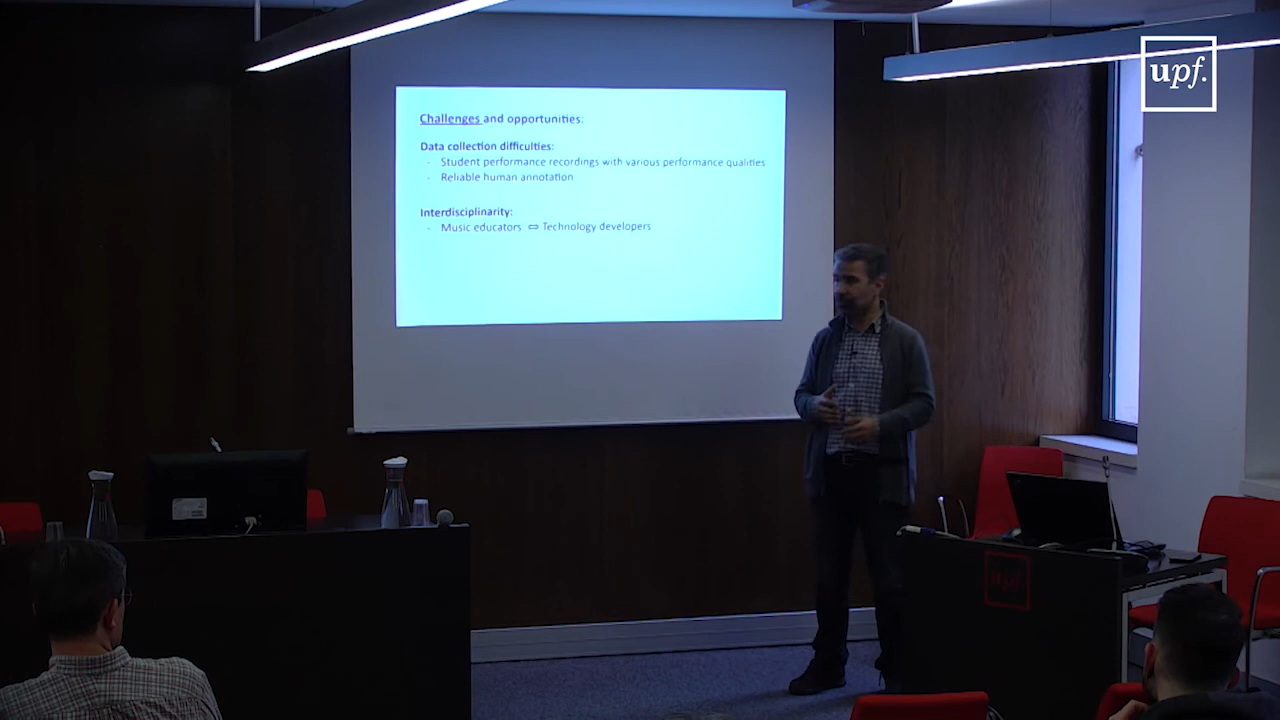 upf.
Challenges and opportunities:
Data collection difficulties:
- Student performance recordings with various performance qualities
- Reliable human annotation
Interdisciplinarity:
- Music educators ⇔ Technology developers
upf.